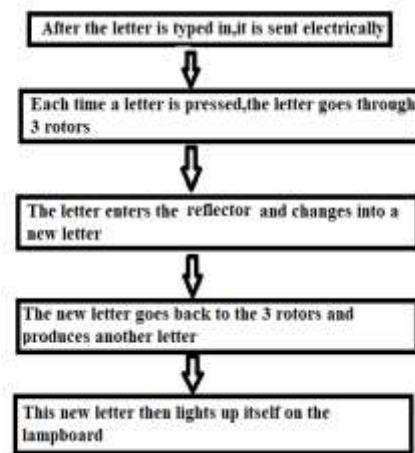 After the letter is typed in,it is sent electrically
Each time a letter is pressed,the letter goes through
3 rotors
The letter enters the reflector and changes into a
new letter
The new letter goes back to the 3 rotors and
produces another letter
This new letter then lights up itself on the
lampboard